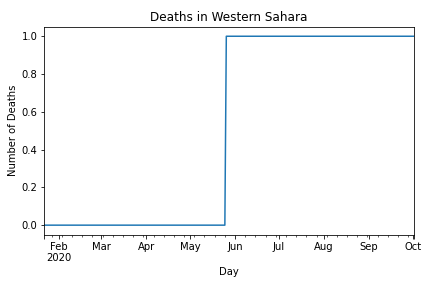 Deaths in Western Sahara
1.0
0.8
0.6
0.4
0.2
0.0
Number of Deaths
Feb Mar Apr May Jun Jul Aug Sep Oct
2020
Day